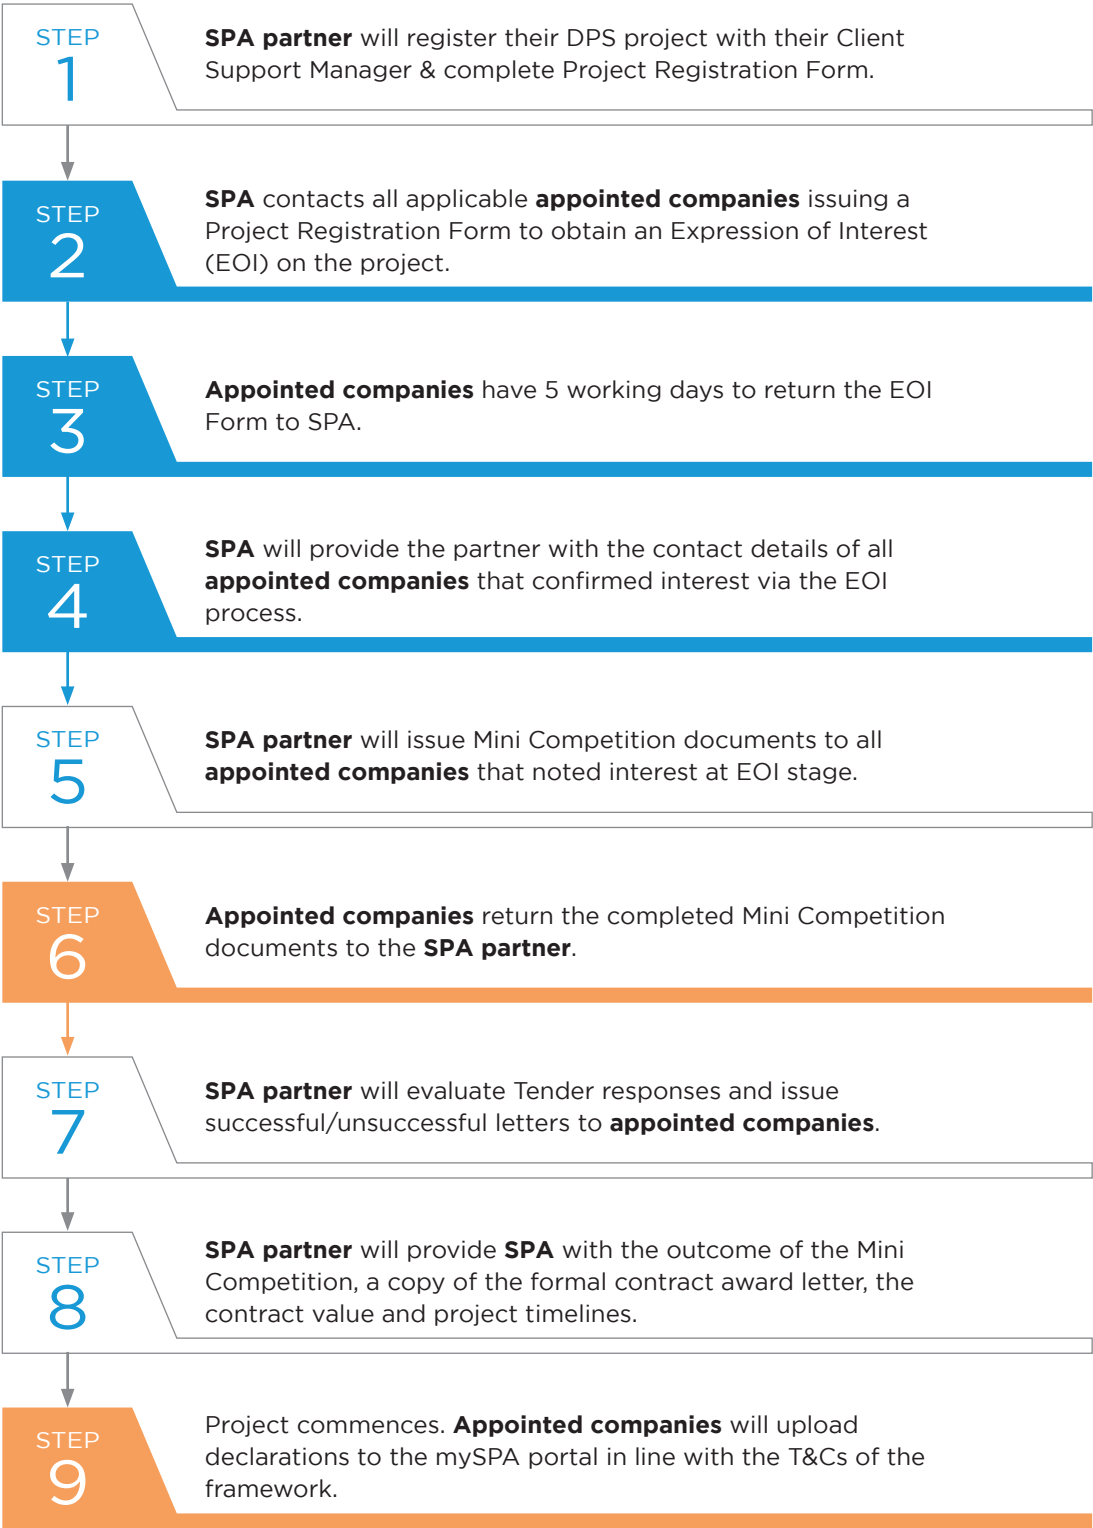 STEP
1
SPA partner will register their DPS project with their Client
Support Manager & complete Project Registration Form.
STEP
2
SPA contacts all applicable appointed companies issuing a
Project Registration Form to obtain an Expression of Interest
(EOI) on the project.
STEP
3
Appointed companies have 5 working days to return the EOI
Form to SPA.
STEP
4
SPA will provide the partner with the contact details of all
appointed companies that confirmed interest via the EOI
process.
STEP
5
SPA partner will issue Mini Competition documents to all
appointed companies that noted interest at EOI stage.
STEP
6
Appointed companies return the completed Mini Competition
documents to the SPA partner.
STEP
7
SPA partner will evaluate Tender responses and issue
successful/unsuccessful letters to appointed companies.
STEP
8
SPA partner will provide SPA with the outcome of the Mini
Competition, a copy of the formal contract award letter, the
contract value and project timelines.
STEP
9
Project commences. Appointed companies will upload
declarations to the mySPA portal in line with the T&Cs of the
framework.